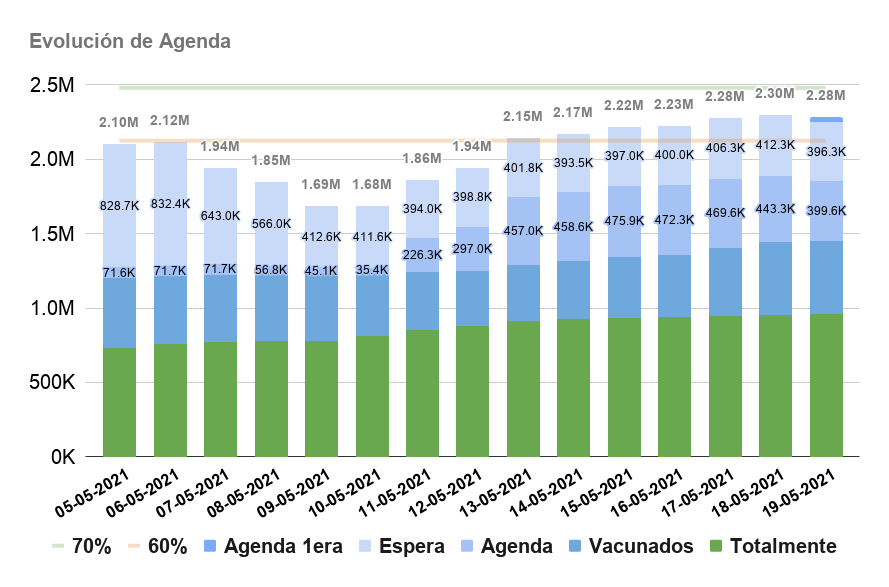 Evolución de Agenda
2.5M
2.0M
1.5M
1.0M
500K
0K
2.10M 2.12M 1.94M 1.85M 1.69M 1.68M 1.86M 1.94M 2.15M 2.17M 2.22M 2.23M 2.28M 2.30M 2.28M
828.7K 832.4K 643.0K 566.0K 412.6K 411.6K 394.0K 398.8K 401.8K 393.5K 397.0K 400.0K 406.3K 412.3K 396.3K
71.6K 71.7K 71.7K 56.8K 45.1K 35.4K 226.3K 297.0K 457.0K 458.6K 475.9K 472.3K 469.6K 443.3K 399.6K
05-05-2021 06-05-2021 07-05-2021 08-05-2021 09-05-2021 10-05-2021 11-05-2021 12-05-2021 13-05-2021 14-05-2021 15-05-2021 16-05-2021 17-05-2021 18-05-2021 19-05-2021
70% 60% Agenda 1era Espera Agenda Vacunados Totalmente